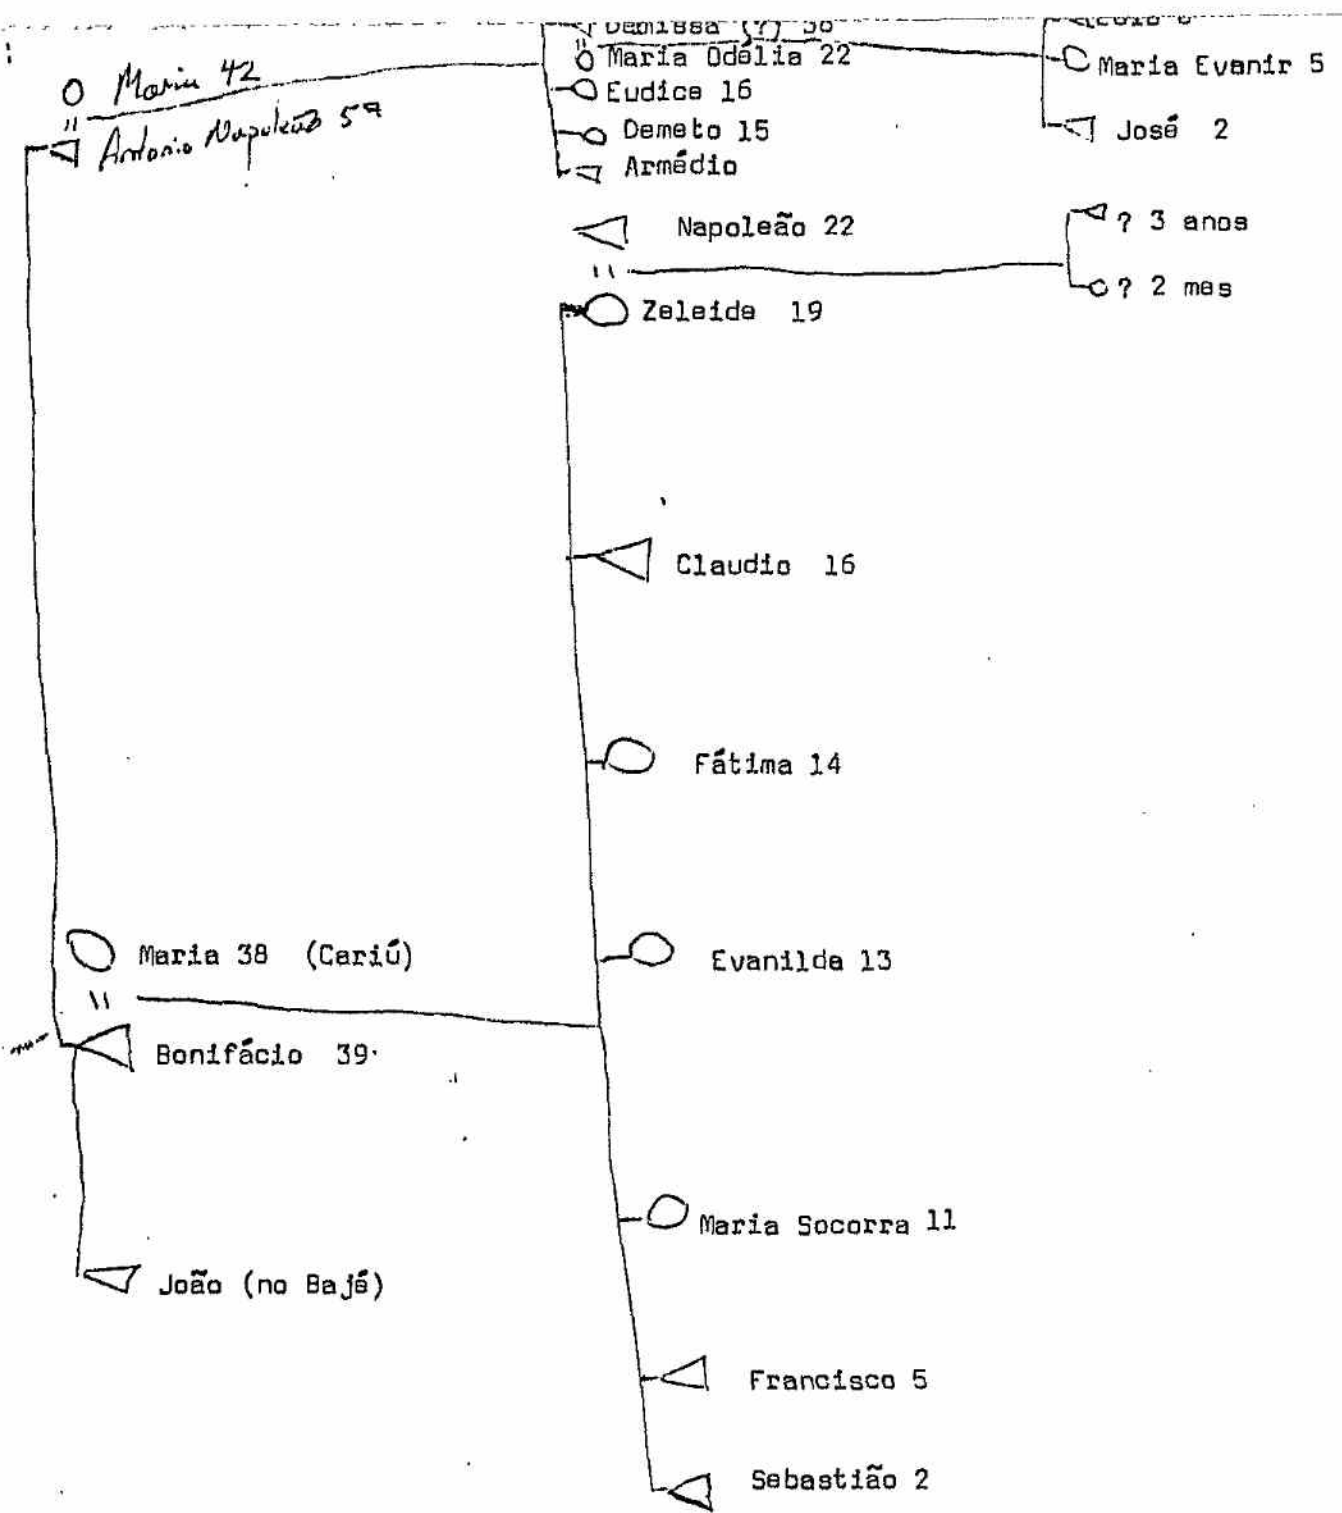 Maria Odélia 22
Maria Evanir 5
Maria 42
Eudice 16
Antonio Napoleão
Demeto 15
José 2
Armédio
Napoleão 22
? 3 anos
? 2 mes
Zeleide 19
Claudio 16
Fátima 14
Maria 38 (Cariú)
Evanilda 13
Bonifácio 39
Maria Socorra 11
João (no Bajé)
Francisco 5
Sebastião 2